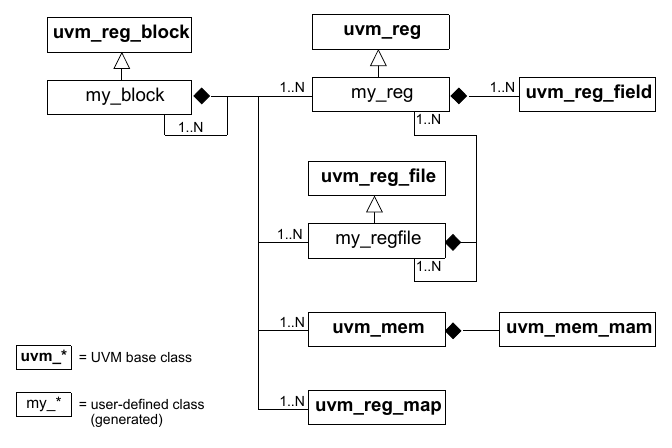 uvm_reg_block
uvm_reg
my_block
1..N
my_reg
1..N
uvm_reg_field
1..N
1..N
uvm_reg_file
1..N
my_regfile
1..N
1..N
uvm_mem
uvm_mem_mam
uvm_*
= UVM base class
1..N
uvm_reg_map
my_*
= user-defined class
(generated)